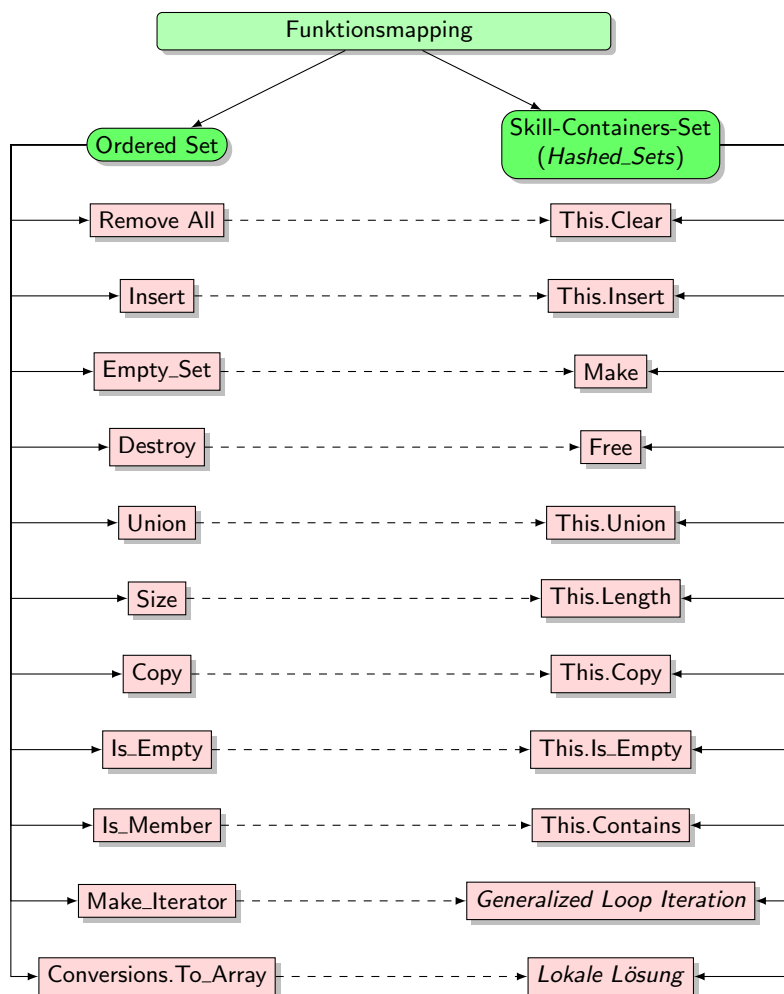 Funktionsmapping
Ordered Set
Skill-Containers-Set
(Hashed_Sets)
Remove All
This.Clear
Insert
This.Insert
Empty_Set
Make
Destroy
Free
Union
This.Union
Size
This.Length
Copy
This.Copy
Is_Empty
This.Is_Empty
Is_Member
This.Contains
Make_Iterator
Generalized Loop Iteration
Conversions.To_Array
Lokale Lösung